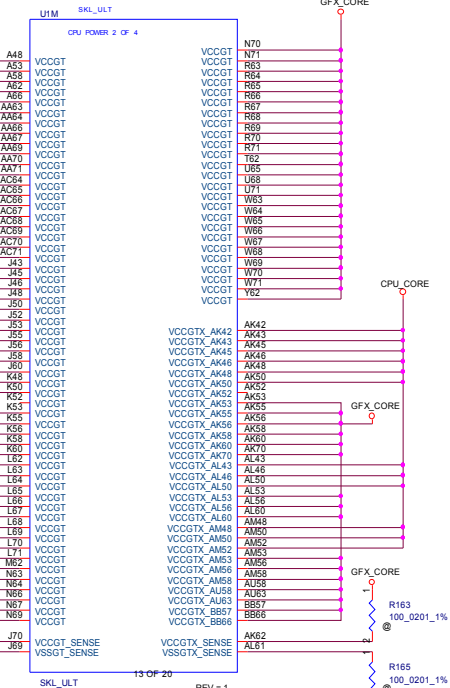 GFX_CORE
U1M SKL_ULT
CPU POWER 2 OF 4
A48 VCCGT
A53 VCCGT
A58 VCCGT
A62 VCCGT
A66 VCCGT
AA63 VCCGT
AA64 VCCGT
AA66 VCCGT
AA67 VCCGT
AA69 VCCGT
AA70 VCCGT
AA71 VCCGT
AC64 VCCGT
AC65 VCCGT
AC66 VCCGT
AC67 VCCGT
AC68 VCCGT
AC69 VCCGT
AC70 VCCGT
AC71 VCCGT
J43 VCCGT
J45 VCCGT
J46 VCCGT
J48 VCCGT
J50 VCCGT
J52 VCCGT
J53 VCCGT
J55 VCCGT
J56 VCCGT
J58 VCCGT
J60 VCCGT
K48 VCCGT
K50 VCCGT
K52 VCCGT
K53 VCCGT
K55 VCCGT
K56 VCCGT
K58 VCCGT
K60 VCCGT
L62 VCCGT
L63 VCCGT
L64 VCCGT
L65 VCCGT
L66 VCCGT
L67 VCCGT
L68 VCCGT
L69 VCCGT
L70 VCCGT
L71 VCCGT
M62 VCCGT
N63 VCCGT
N64 VCCGT
N66 VCCGT
N67 VCCGT
N69 VCCGT
J70 VCCGT_SENSE
J69 VSSGT_SENSE
VCCGT N70
VCCGT N71
VCCGT R63
VCCGT R64
VCCGT R65
VCCGT R66
VCCGT R67
VCCGT R68
VCCGT R69
VCCGT R70
VCCGT R71
VCCGT T62
VCCGT U65
VCCGT U68
VCCGT U71
VCCGT W63
VCCGT W64
VCCGT W65
VCCGT W66
VCCGT W67
VCCGT W68
VCCGT W69
VCCGT W70
VCCGT W71
VCCGT Y62
CPU_CORE
VCCGTX_AK42 AK42
VCCGTX_AK43 AK43
VCCGTX_AK45 AK45
VCCGTX_AK46 AK46
VCCGTX_AK48 AK48
VCCGTX_AK50 AK50
VCCGTX_AK52 AK52
VCCGTX_AK53 AK53
VCCGTX_AK55 AK55
VCCGTX_AK56 AK56
VCCGTX_AK58 AK58
VCCGTX_AK60 AK60
VCCGTX_AK70 AK70
VCCGTX_AL43 AL43
VCCGTX_AL46 AL46
VCCGTX_AL50 AL50
VCCGTX_AL53 AL53
VCCGTX_AL56 AL56
VCCGTX_AL60 AL60
VCCGTX_AM48 AM48
VCCGTX_AM50 AM50
VCCGTX_AM52 AM52
VCCGTX_AM53 AM53
VCCGTX_AM56 AM56
VCCGTX_AM58 AM58
VCCGTX_AU58 AU58
VCCGTX_AU63 AU63
VCCGTX_BB57 BB57
VCCGTX_BB66 BB66
VCCGTX_SENSE AK62
VSSGTX_SENSE AL61
GFX_CORE
GFX_CORE
1
R163
100_0201_1%
@
2
1
R165
100_0201_1%
@
13 OF 20
SKL_ULT
REV = 1